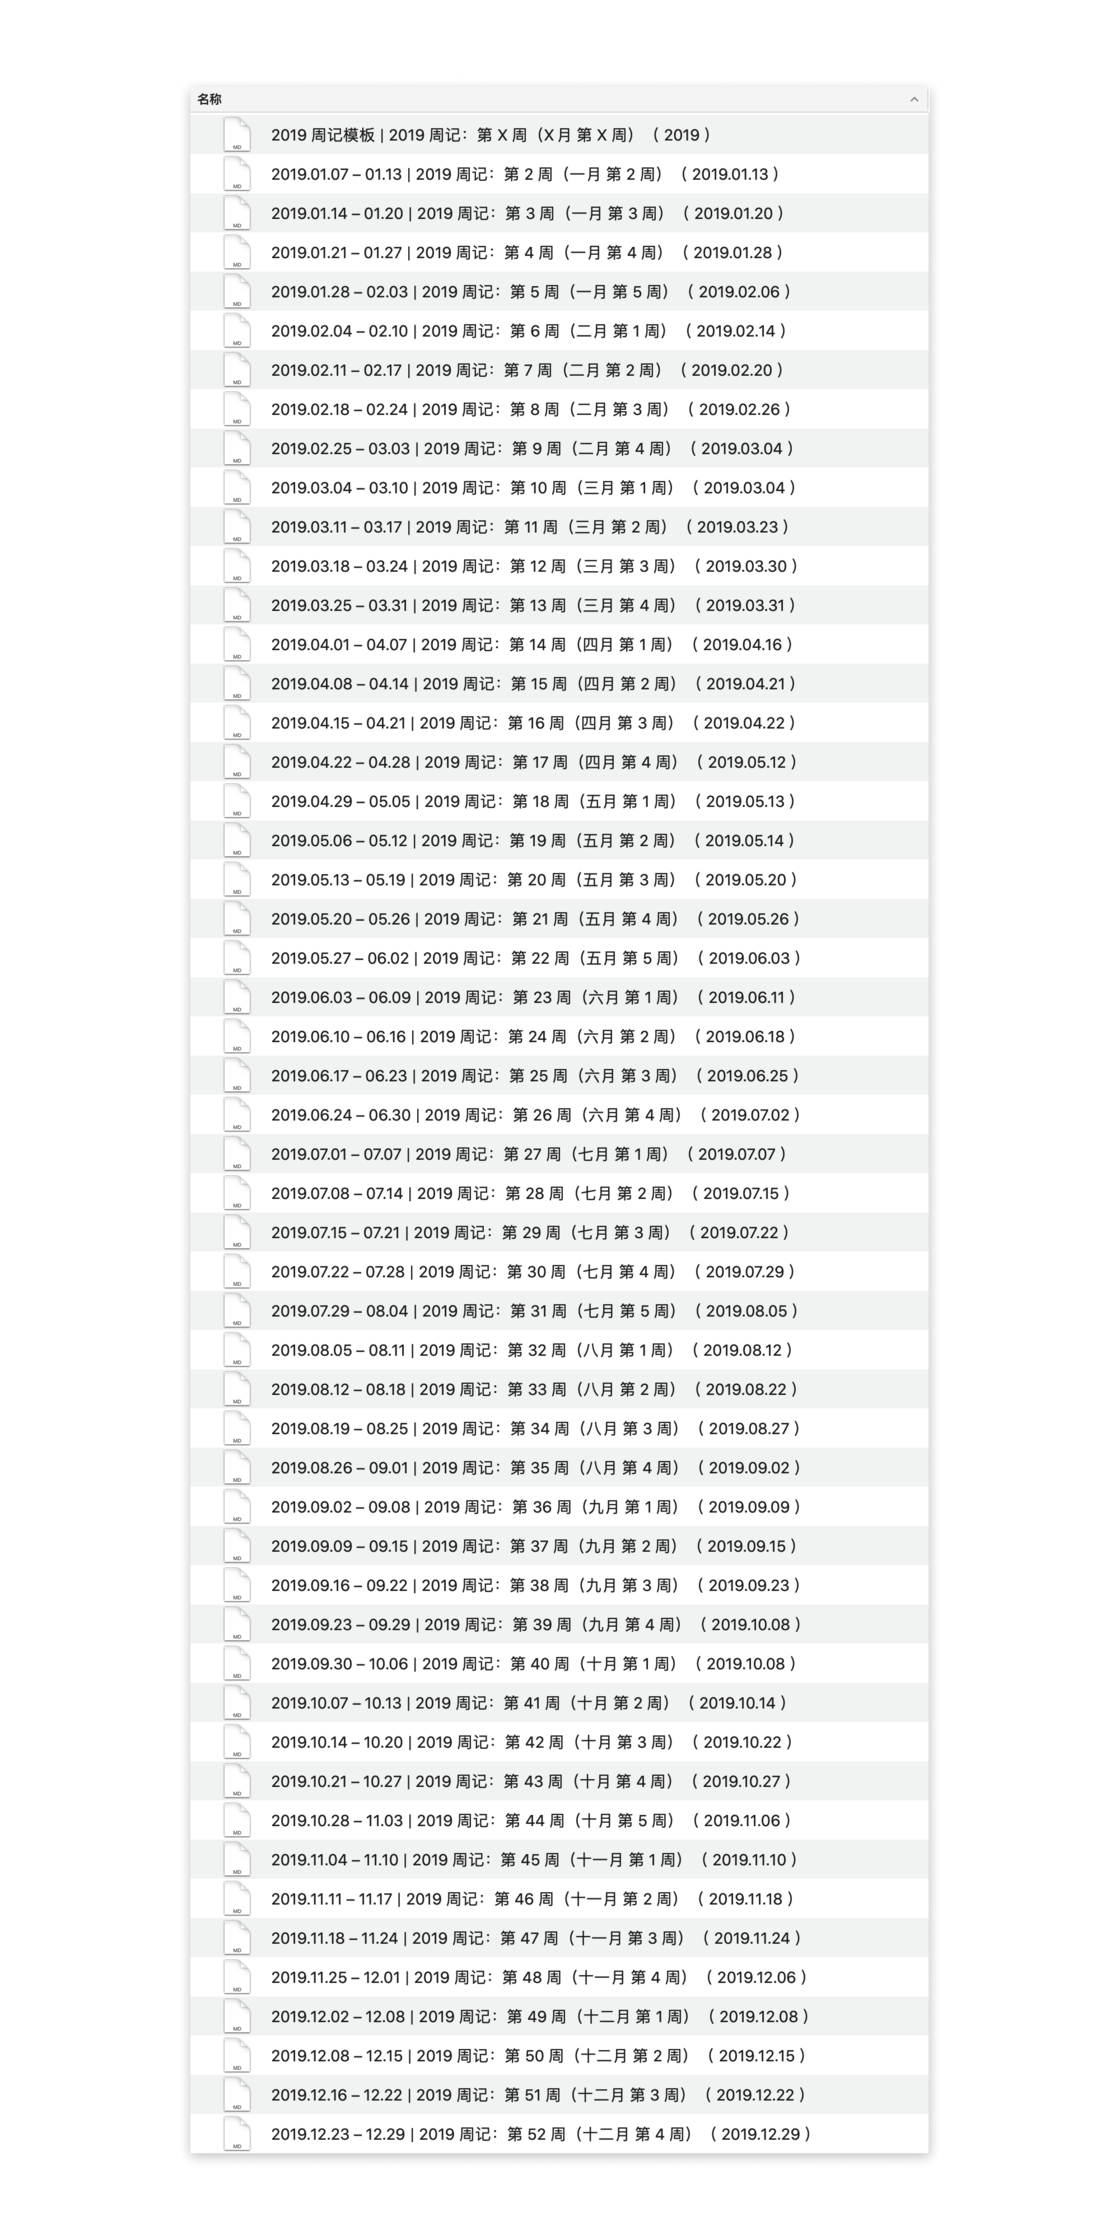 名称
2019 周记模板 | 2019 周记：第 X 周（X月 第 X 周）（ 2019 ）
MD 2019.01.07 – 01.13 | 2019 周记：第 2 周（一月 第 2 周）（ 2019.01.13 ）
MD 2019.01.14 – 01.20 | 2019 周记：第 3 周（一月 第 3 周）（ 2019.01.20 ）
MD 2019.01.21 – 01.27 | 2019 周记：第 4 周（一月 第 4 周）（ 2019.01.28 ）
MD 2019.01.28 – 02.03 | 2019 周记：第 5 周（一月 第 5 周）（ 2019.02.06 ）
MD 2019.02.04 – 02.10 | 2019 周记：第 6 周（二月 第 1 周）（ 2019.02.14 ）
MD 2019.02.11 – 02.17 | 2019 周记：第 7 周（二月 第 2 周）（ 2019.02.20 ）
MD 2019.02.18 – 02.24 | 2019 周记：第 8 周（二月 第 3 周）（ 2019.02.26 ）
MD 2019.02.25 – 03.03 | 2019 周记：第 9 周（二月 第 4 周）（ 2019.03.04 ）
MD 2019.03.04 – 03.10 | 2019 周记：第 10 周（三月 第 1 周）（ 2019.03.04 ）
MD 2019.03.11 – 03.17 | 2019 周记：第 11 周（三月 第 2 周）（ 2019.03.23 ）
MD 2019.03.18 – 03.24 | 2019 周记：第 12 周（三月 第 3 周）（ 2019.03.30 ）
MD 2019.03.25 – 03.31 | 2019 周记：第 13 周（三月 第 4 周）（ 2019.03.31 ）
MD 2019.04.01 – 04.07 | 2019 周记：第 14 周（四月 第 1 周）（ 2019.04.16 ）
MD 2019.04.08 – 04.14 | 2019 周记：第 15 周（四月 第 2 周）（ 2019.04.21 ）
MD 2019.04.15 – 04.21 | 2019 周记：第 16 周（四月 第 3 周）（ 2019.04.22 ）
MD 2019.04.22 – 04.28 | 2019 周记：第 17 周（四月 第 4 周）（ 2019.05.12 ）
MD 2019.04.29 – 05.05 | 2019 周记：第 18 周（五月 第 1 周）（ 2019.05.13 ）
MD 2019.05.06 – 05.12 | 2019 周记：第 19 周（五月 第 2 周）（ 2019.05.14 ）
MD 2019.05.13 – 05.19 | 2019 周记：第 20 周（五月 第 3 周）（ 2019.05.20 ）
MD 2019.05.20 – 05.26 | 2019 周记：第 21 周（五月 第 4 周）（ 2019.05.26 ）
MD 2019.05.27 – 06.02 | 2019 周记：第 22 周（五月 第 5 周）（ 2019.06.03 ）
MD 2019.06.03 – 06.09 | 2019 周记：第 23 周（六月 第 1 周）（ 2019.06.11 ）
MD 2019.06.10 – 06.16 | 2019 周记：第 24 周（六月 第 2 周）（ 2019.06.18 ）
MD 2019.06.17 – 06.23 | 2019 周记：第 25 周（六月 第 3 周）（ 2019.06.25 ）
MD 2019.06.24 – 06.30 | 2019 周记：第 26 周（六月 第 4 周）（ 2019.07.02 ）
MD 2019.07.01 – 07.07 | 2019 周记：第 27 周（七月 第 1 周）（ 2019.07.07 ）
MD 2019.07.08 – 07.14 | 2019 周记：第 28 周（七月 第 2 周）（ 2019.07.15 ）
MD 2019.07.15 – 07.21 | 2019 周记：第 29 周（七月 第 3 周）（ 2019.07.22 ）
MD 2019.07.22 – 07.28 | 2019 周记：第 30 周（七月 第 4 周）（ 2019.07.29 ）
MD 2019.07.29 – 08.04 | 2019 周记：第 31 周（七月 第 5 周）（ 2019.08.05 ）
MD 2019.08.05 – 08.11 | 2019 周记：第 32 周（八月 第 1 周）（ 2019.08.12 ）
MD 2019.08.12 – 08.18 | 2019 周记：第 33 周（八月 第 2 周）（ 2019.08.22 ）
MD 2019.08.19 – 08.25 | 2019 周记：第 34 周（八月 第 3 周）（ 2019.08.27 ）
MD 2019.08.26 – 09.01 | 2019 周记：第 35 周（八月 第 4 周）（ 2019.09.02 ）
MD 2019.09.02 – 09.08 | 2019 周记：第 36 周（九月 第 1 周）（ 2019.09.09 ）
MD 2019.09.09 – 09.15 | 2019 周记：第 37 周（九月 第 2 周）（ 2019.09.15 ）
MD 2019.09.16 – 09.22 | 2019 周记：第 38 周（九月 第 3 周）（ 2019.09.23 ）
MD 2019.09.23 – 09.29 | 2019 周记：第 39 周（九月 第 4 周）（ 2019.10.08 ）
MD 2019.09.30 – 10.06 | 2019 周记：第 40 周（十月 第 1 周）（ 2019.10.08 ）
MD 2019.10.07 – 10.13 | 2019 周记：第 41 周（十月 第 2 周）（ 2019.10.14 ）
MD 2019.10.14 – 10.20 | 2019 周记：第 42 周（十月 第 3 周）（ 2019.10.22 ）
MD 2019.10.21 – 10.27 | 2019 周记：第 43 周（十月 第 4 周）（ 2019.10.27 ）
MD 2019.10.28 – 11.03 | 2019 周记：第 44 周（十月 第 5 周）（ 2019.11.06 ）
MD 2019.11.04 – 11.10 | 2019 周记：第 45 周（十一月 第 1 周）（ 2019.11.10 ）
MD 2019.11.11 – 11.17 | 2019 周记：第 46 周（十一月 第 2 周）（ 2019.11.18 ）
MD 2019.11.18 – 11.24 | 2019 周记：第 47 周（十一月 第 3 周）（ 2019.11.24 ）
MD 2019.11.25 – 12.01 | 2019 周记：第 48 周（十一月 第 4 周）（ 2019.12.06 ）
MD 2019.12.02 – 12.08 | 2019 周记：第 49 周（十二月 第 1 周）（ 2019.12.08 ）
MD 2019.12.08 – 12.15 | 2019 周记：第 50 周（十二月 第 2 周）（ 2019.12.15 ）
MD 2019.12.16 – 12.22 | 2019 周记：第 51 周（十二月 第 3 周）（ 2019.12.22 ）
MD 2019.12.23 – 12.29 | 2019 周记：第 52 周（十二月 第 4 周）（ 2019.12.29 ）
MD